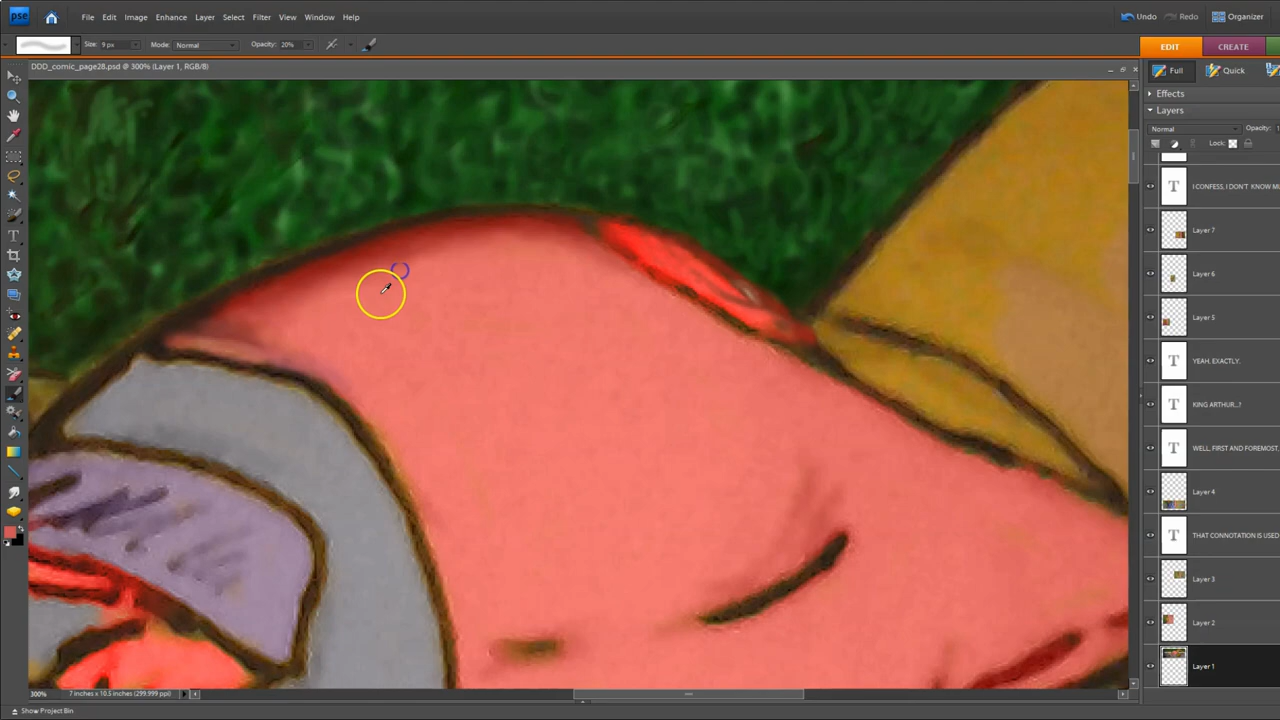 pse File Edit Image Enhance Layer Select Filter View Window Help Undo Redo Organizer
Size: 9 px Mode: Normal Opacity: 20% EDIT CREATE
DDD_comic_page28.psd @ 300% (Layer 1, RGB/8)
Full Quick
Effects
Layers
Normal Opacity: 1
Lock:
I CONFESS, I DON'T KNOW MU
Layer 7
Layer 6
Layer 5
YEAH. EXACTLY.
KING ARTHUR...?
WELL, FIRST AND FOREMOST,
Layer 4
THAT CONNOTATION IS USED
Layer 3
Layer 2
Layer 1
300% 7 inches x 10.5 inches (299.999 ppi)
Show Project Bin